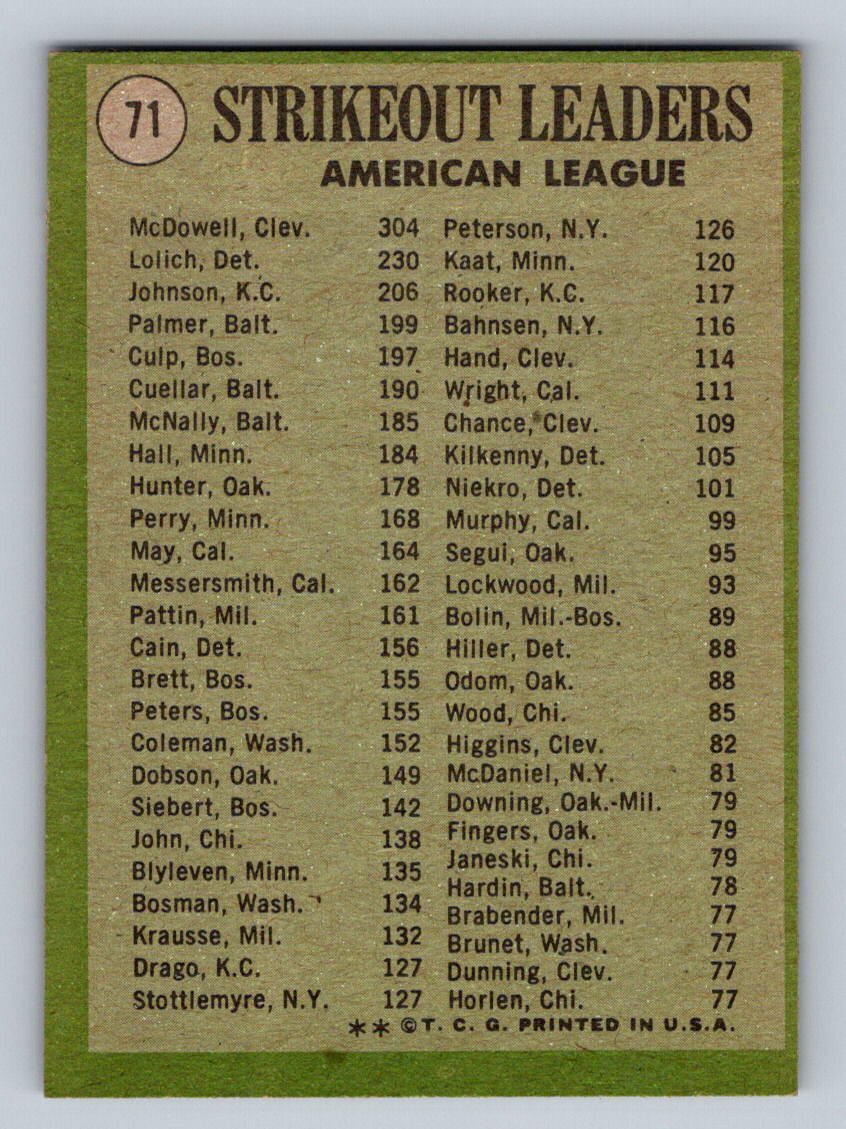 71
STRIKEOUT LEADERS
AMERICAN LEAGUE
McDowell, Clev. 304
Lolich, Det. 230
Johnson, K.C. 206
Palmer, Balt. 199
Culp, Bos. 197
Cuellar, Balt. 190
McNally, Balt. 185
Hall, Minn. 184
Hunter, Oak. 178
Perry, Minn. 168
May, Cal. 164
Messersmith, Cal. 162
Pattin, Mil. 161
Cain, Det. 156
Brett, Bos. 155
Peters, Bos. 155
Coleman, Wash. 152
Dobson, Oak. 149
Siebert, Bos. 142
John, Chi. 138
Blyleven, Minn. 135
Bosman, Wash. 134
Krausse, Mil. 132
Drago, K.C. 127
Stottlemyre, N.Y. 127
Peterson, N.Y. 126
Kaat, Minn. 120
Rooker, K.C. 117
Bahnsen, N.Y. 116
Hand, Clev. 114
Wright, Cal. 111
Chance, Clev. 109
Kilkenny, Det. 105
Niekro, Det. 101
Murphy, Cal. 99
Segui, Oak. 95
Lockwood, Mil. 93
Bolin, Mil.-Bos. 89
Hiller, Det. 88
Odom, Oak. 88
Wood, Chi. 85
Higgins, Clev. 82
McDaniel, N.Y. 81
Downing, Oak.-Mil. 79
Fingers, Oak. 79
Janeski, Chi. 79
Hardin, Balt. 78
Brabender, Mil. 77
Brunet, Wash. 77
Dunning, Clev. 77
Horlen, Chi. 77
** ©T. C. G. PRINTED IN U.S.A.